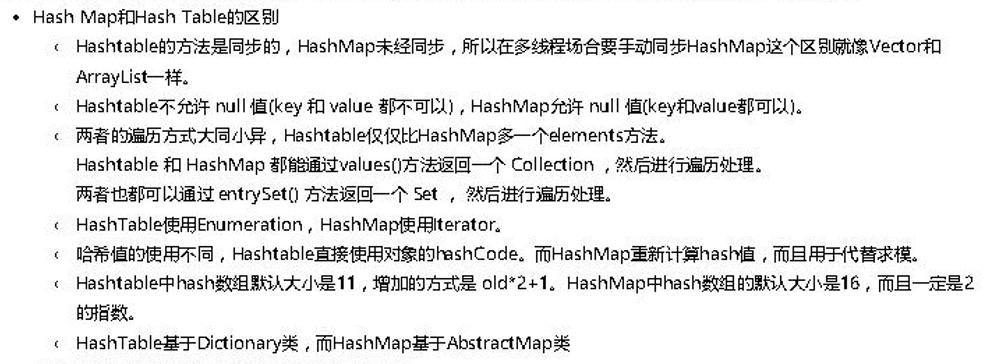 • Hash Map和Hash Table的区别
‹ Hashtable的方法是同步的，HashMap未经同步，所以在多线程场合要手动同步HashMap这个区别就像Vector和
ArrayList一样。
‹ Hashtable不允许 null 值(key 和 value 都不可以)，HashMap允许 null 值(key和value都可以)。
‹ 两者的遍历方式大同小异，Hashtable仅仅比HashMap多一个elements方法。
Hashtable 和 HashMap 都能通过values()方法返回一个 Collection ，然后进行遍历处理。
两者也都可以通过 entrySet() 方法返回一个 Set ， 然后进行遍历处理。
‹ HashTable使用Enumeration，HashMap使用Iterator。
‹ 哈希值的使用不同，Hashtable直接使用对象的hashCode。而HashMap重新计算hash值，而且用于代替求模。
‹ Hashtable中hash数组默认大小是11，增加的方式是 old*2+1。HashMap中hash数组的默认大小是16，而且一定是2
的指数。
‹ HashTable基于Dictionary类，而HashMap基于AbstractMap类